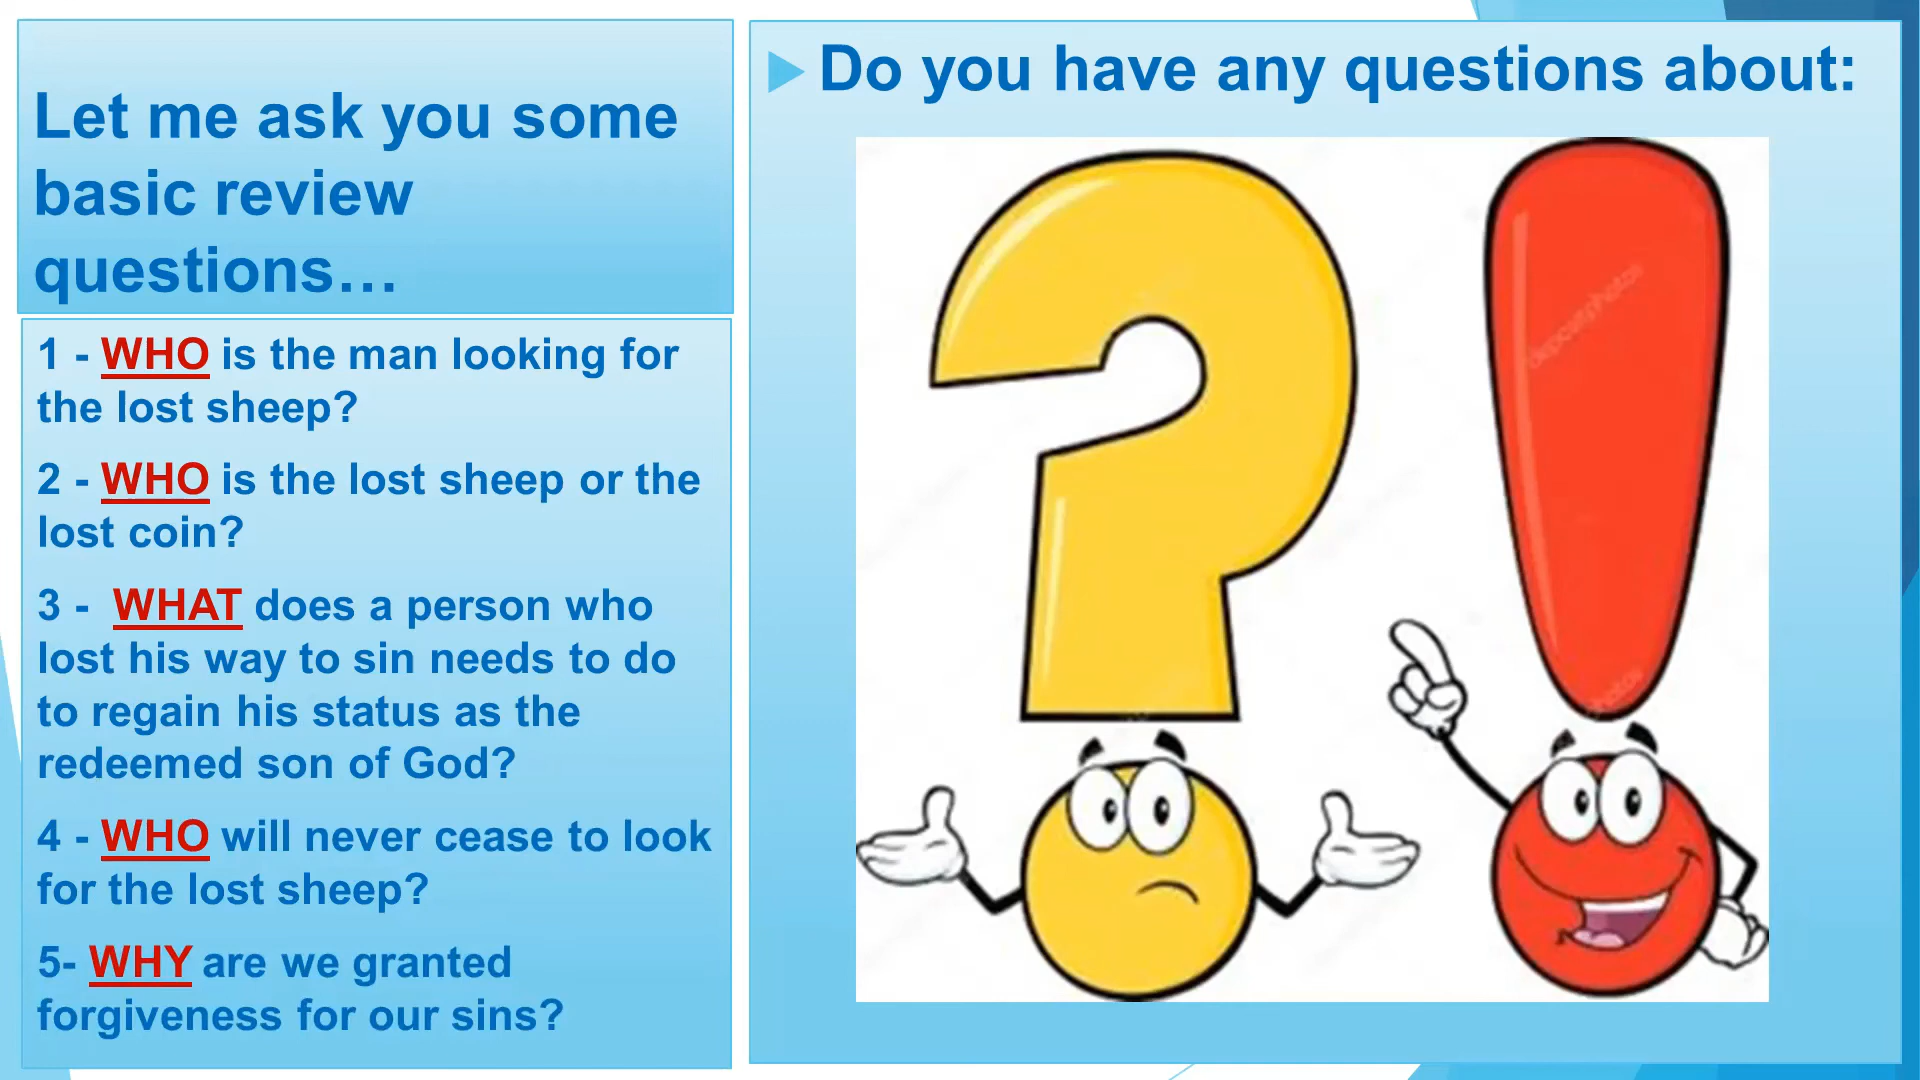 Let me ask you some
basic review
questions…
1 - WHO is the man looking for
the lost sheep?
2 - WHO is the lost sheep or the
lost coin?
3 -  WHAT does a person who
lost his way to sin needs to do
to regain his status as the
redeemed son of God?
4 - WHO will never cease to look
for the lost sheep?
5- WHY are we granted
forgiveness for our sins?
Do you have any questions about:
depositphotos